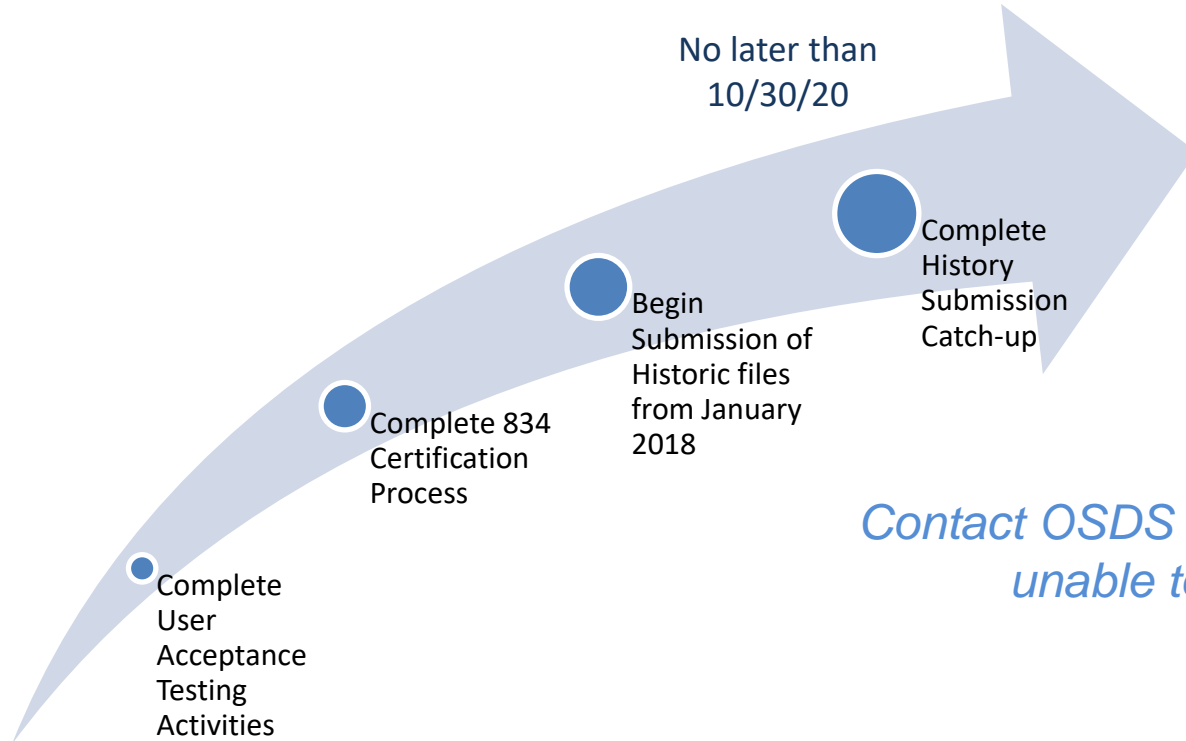 No later than
10/30/20
Complete
History
Submission
Catch-up
Begin
Submission of
Historic files
from January
2018
Complete 834
Certification
Process
Contact OSDS
unable
Complete
User
Acceptance
Testing
Activities